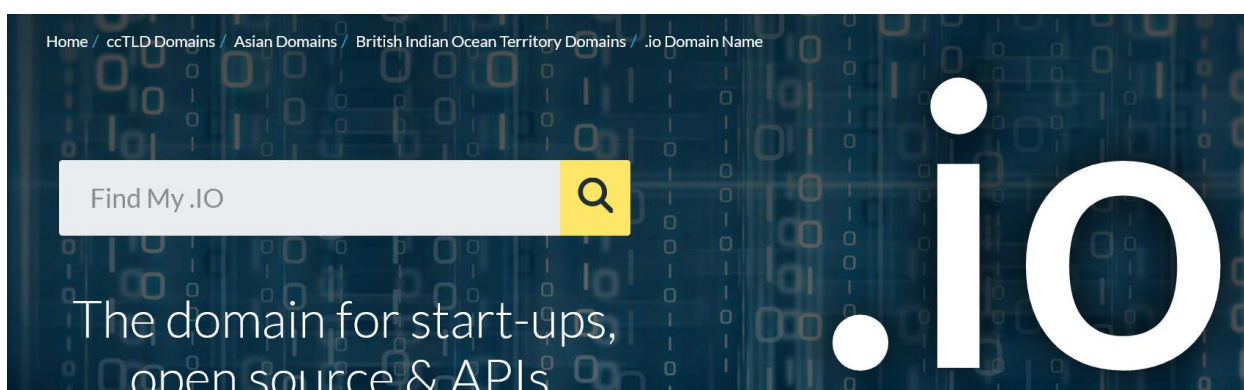 Home / ccTLD Domains / Asian Domains / British Indian Ocean Territory Domains / .io Domain Name
Find My .IO
.io
The domain for start-ups,
open source & APIs